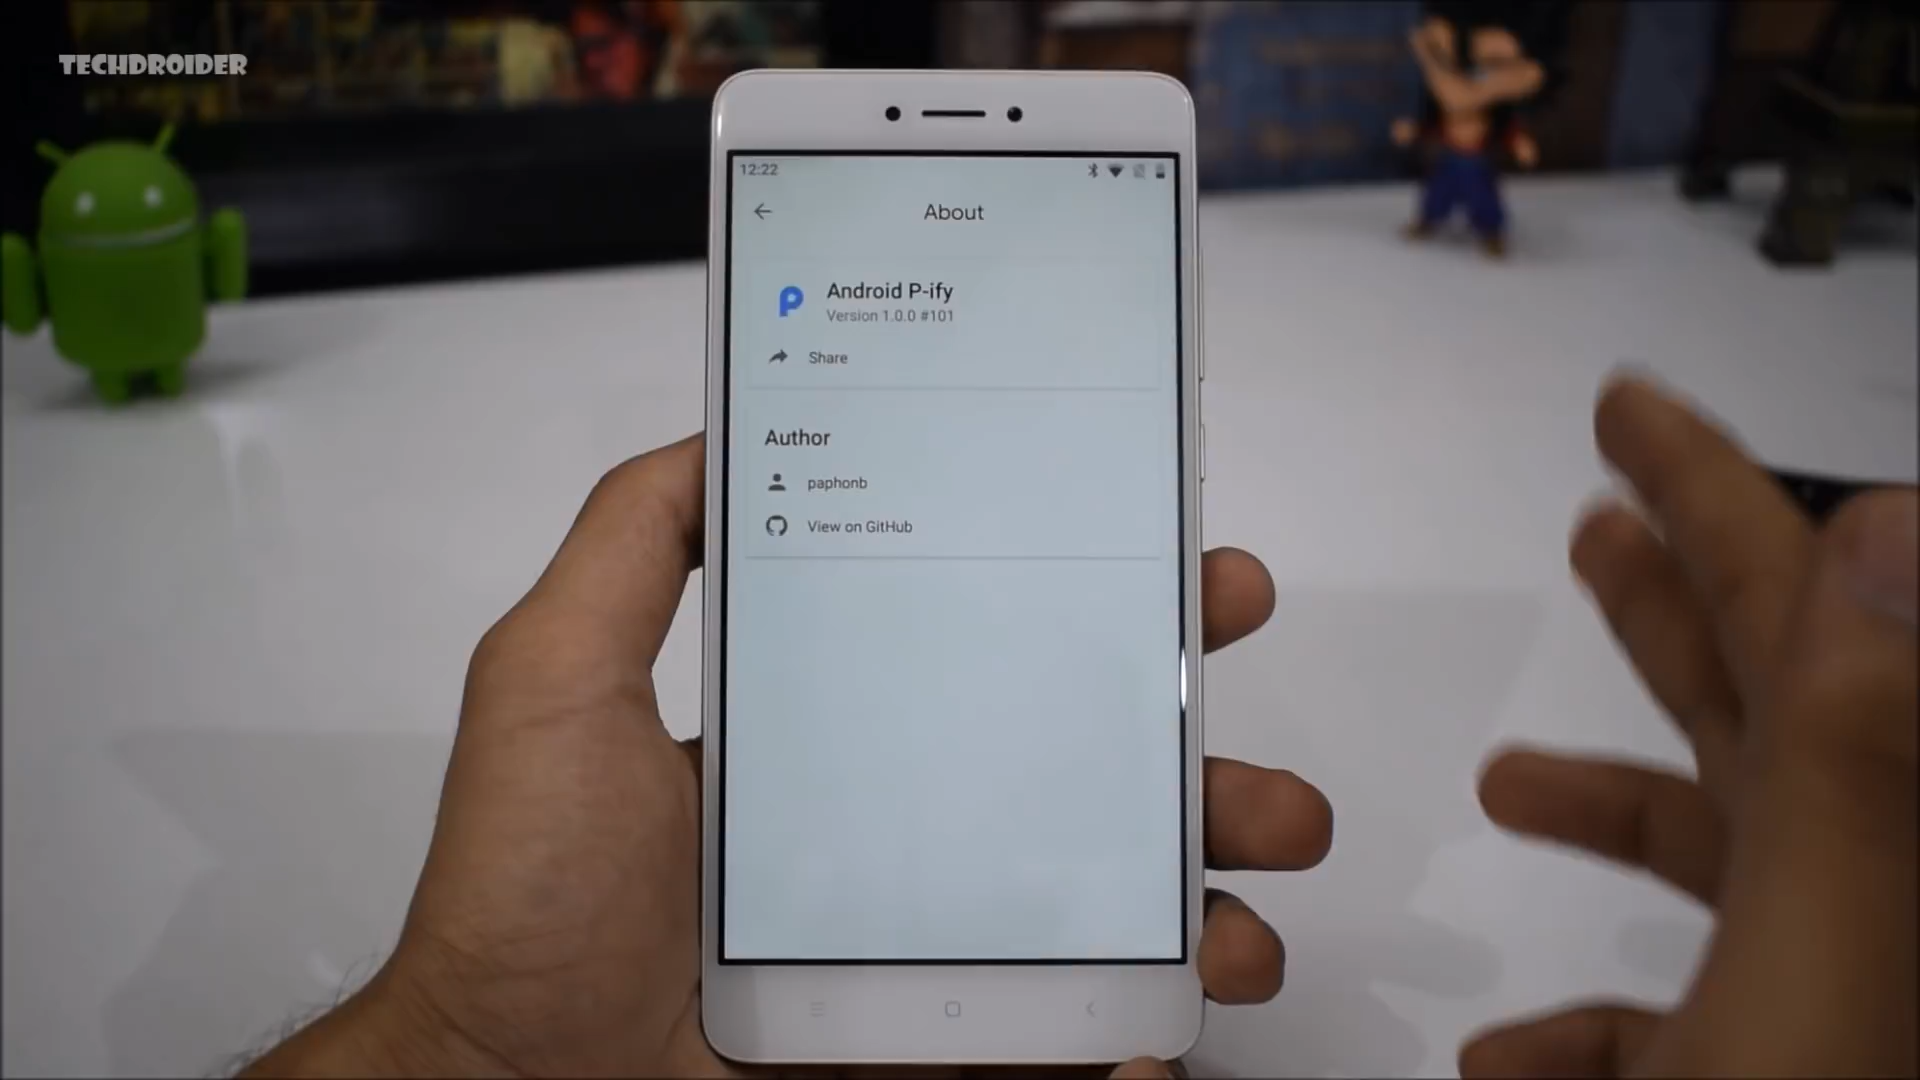 TECHDROIDER
12:22
About
Android P-ify
Version 1.0.0 #101
Share
Author
paphonb
View on GitHub